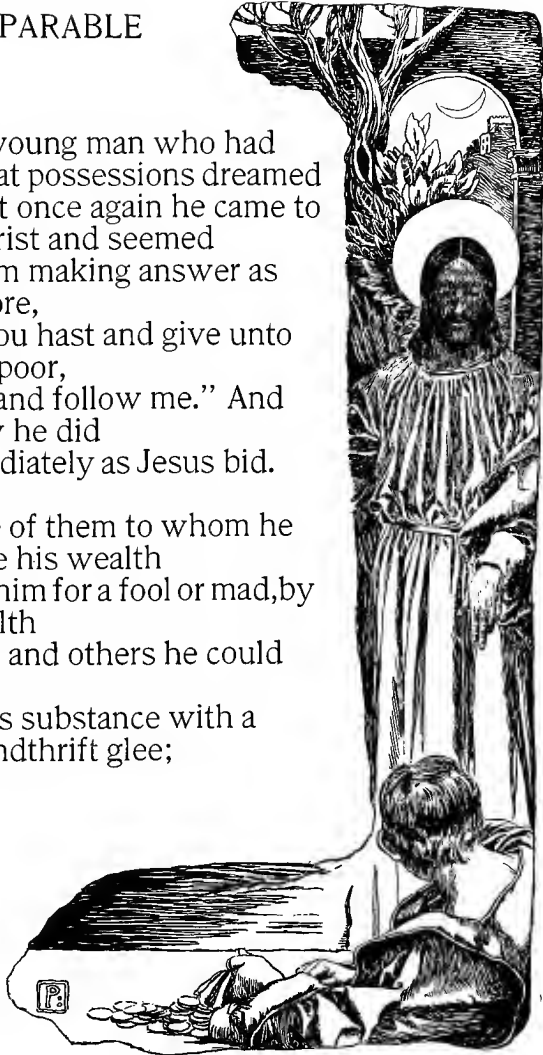 PARABLE
young man who had
at possessions dreamed
t once again he came to
rist and seemed
m making answer as
ore,
ou hast and give unto
poor,
and follow me." And
y he did
diately as Jesus bid.
e of them to whom he
e his wealth
him for a fool or mad,by
lth
and others he could
s substance with a
ndthrift glee;
P: